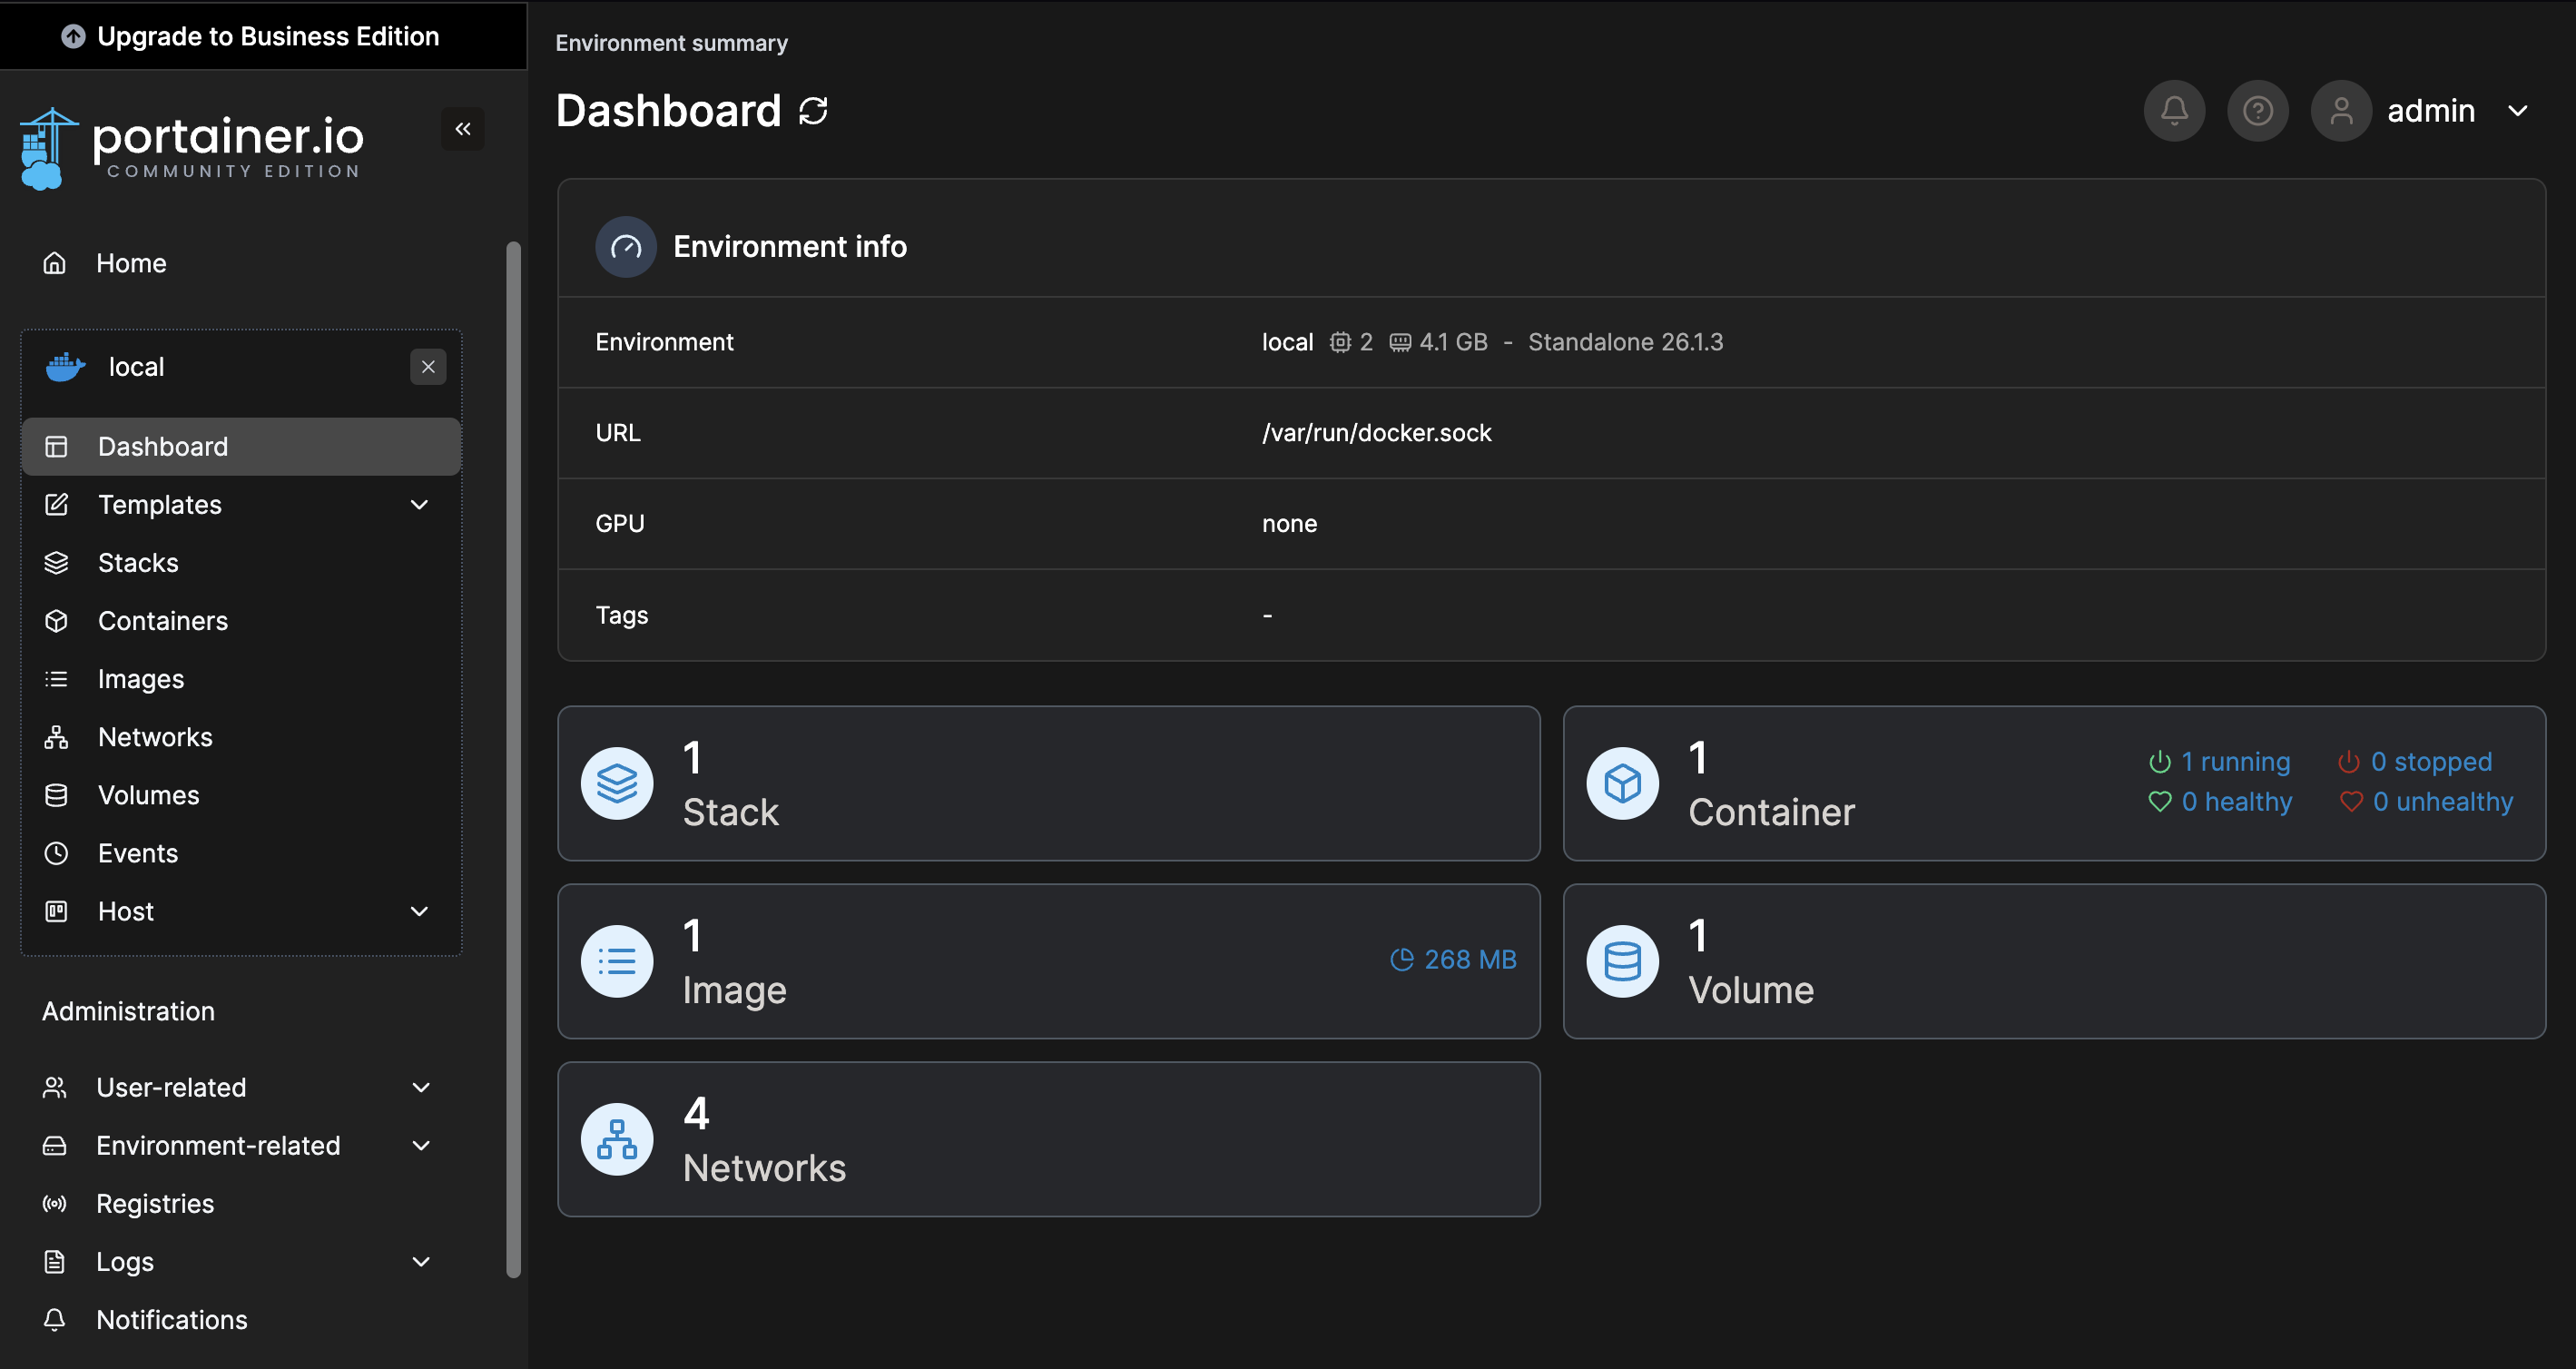 Upgrade to Business Edition
portainer.io
COMMUNITY EDITION
Home
local
Dashboard
Templates
Stacks
Containers
Images
Networks
Volumes
Events
Host
Administration
User-related
Environment-related
Registries
Logs
Notifications
Environment summary
Dashboard
admin
Environment info
Environment local 2 4.1 GB - Standalone 26.1.3
URL /var/run/docker.sock
GPU none
Tags -
1
Stack
1
Container
1 running 0 stopped
0 healthy 0 unhealthy
1
Image
268 MB
1
Volume
4
Networks